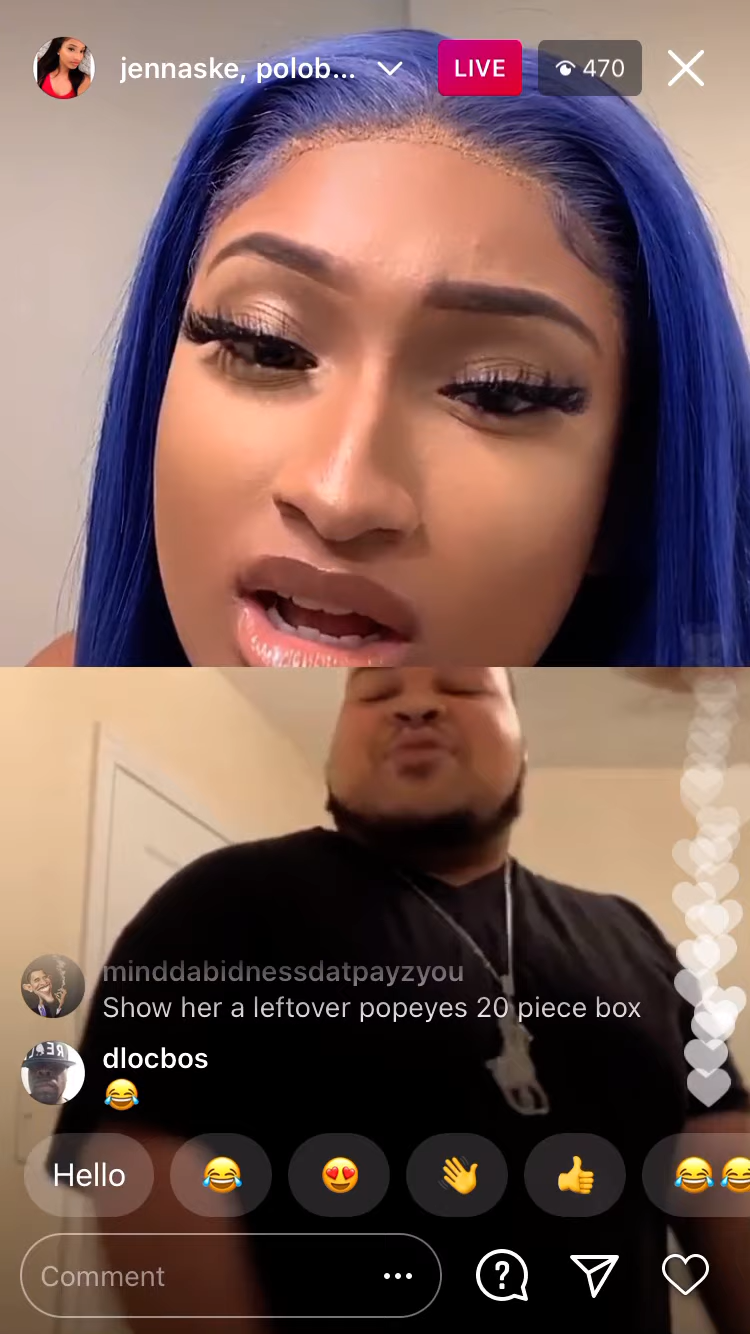 jennaske, polob...
LIVE
470
minddabidnessdatpayzyou
Show her a leftover popeyes 20 piece box
dlocbos
😂
Hello
😂
😍
👋
👍
😂😂
Comment